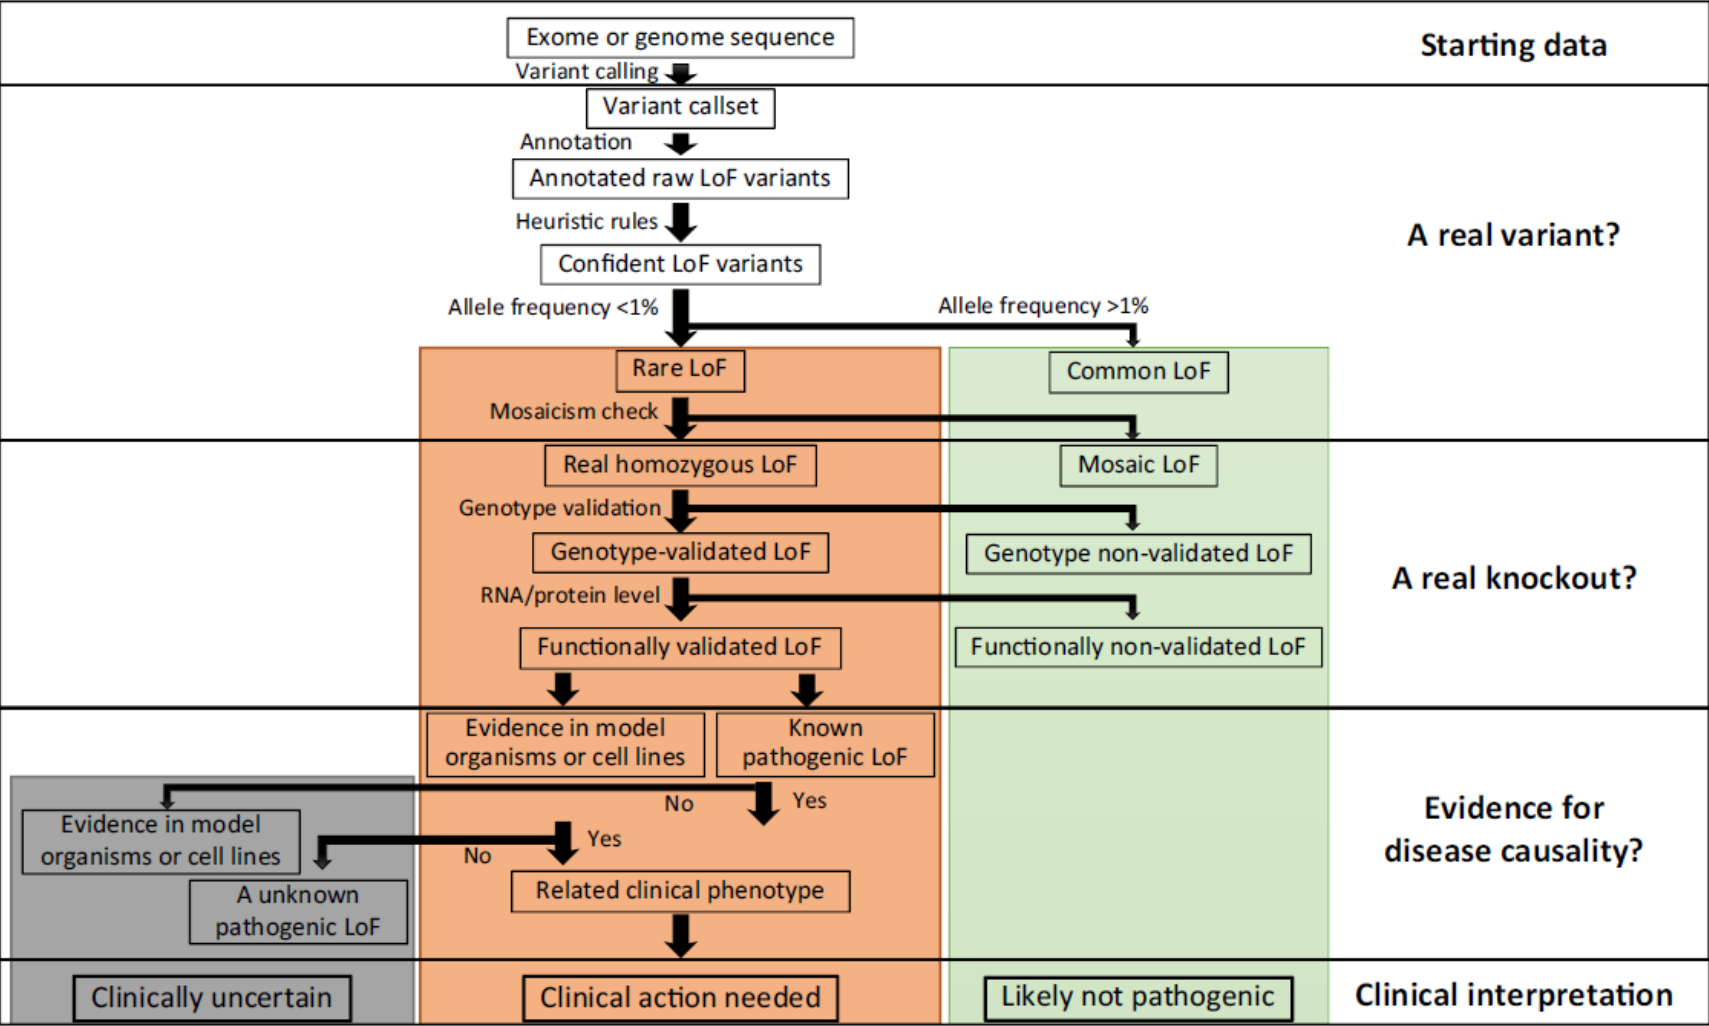 Exome or genome sequence
Starting data
Variant calling
Variant callset
Annotation
Annotated raw LoF variants
Heuristic rules
A real variant?
Confident LoF variants
Allele frequency <1%
Allele frequency >1%
Rare LoF
Common LoF
Mosaicism check
Real homozygous LoF
Mosaic LoF
Genotype validation
Genotype-validated LoF
Genotype non-validated LoF
A real knockout?
RNA/protein level
Functionally validated LoF
Functionally non-validated LoF
Evidence in model
organisms or cell lines
Known
pathogenic LoF
No
Yes
Evidence for
disease causality?
Evidence in model
organisms or cell lines
Yes
No
A unknown
pathogenic LoF
Related clinical phenotype
Clinically uncertain
Clinical action needed
Likely not pathogenic
Clinical interpretation